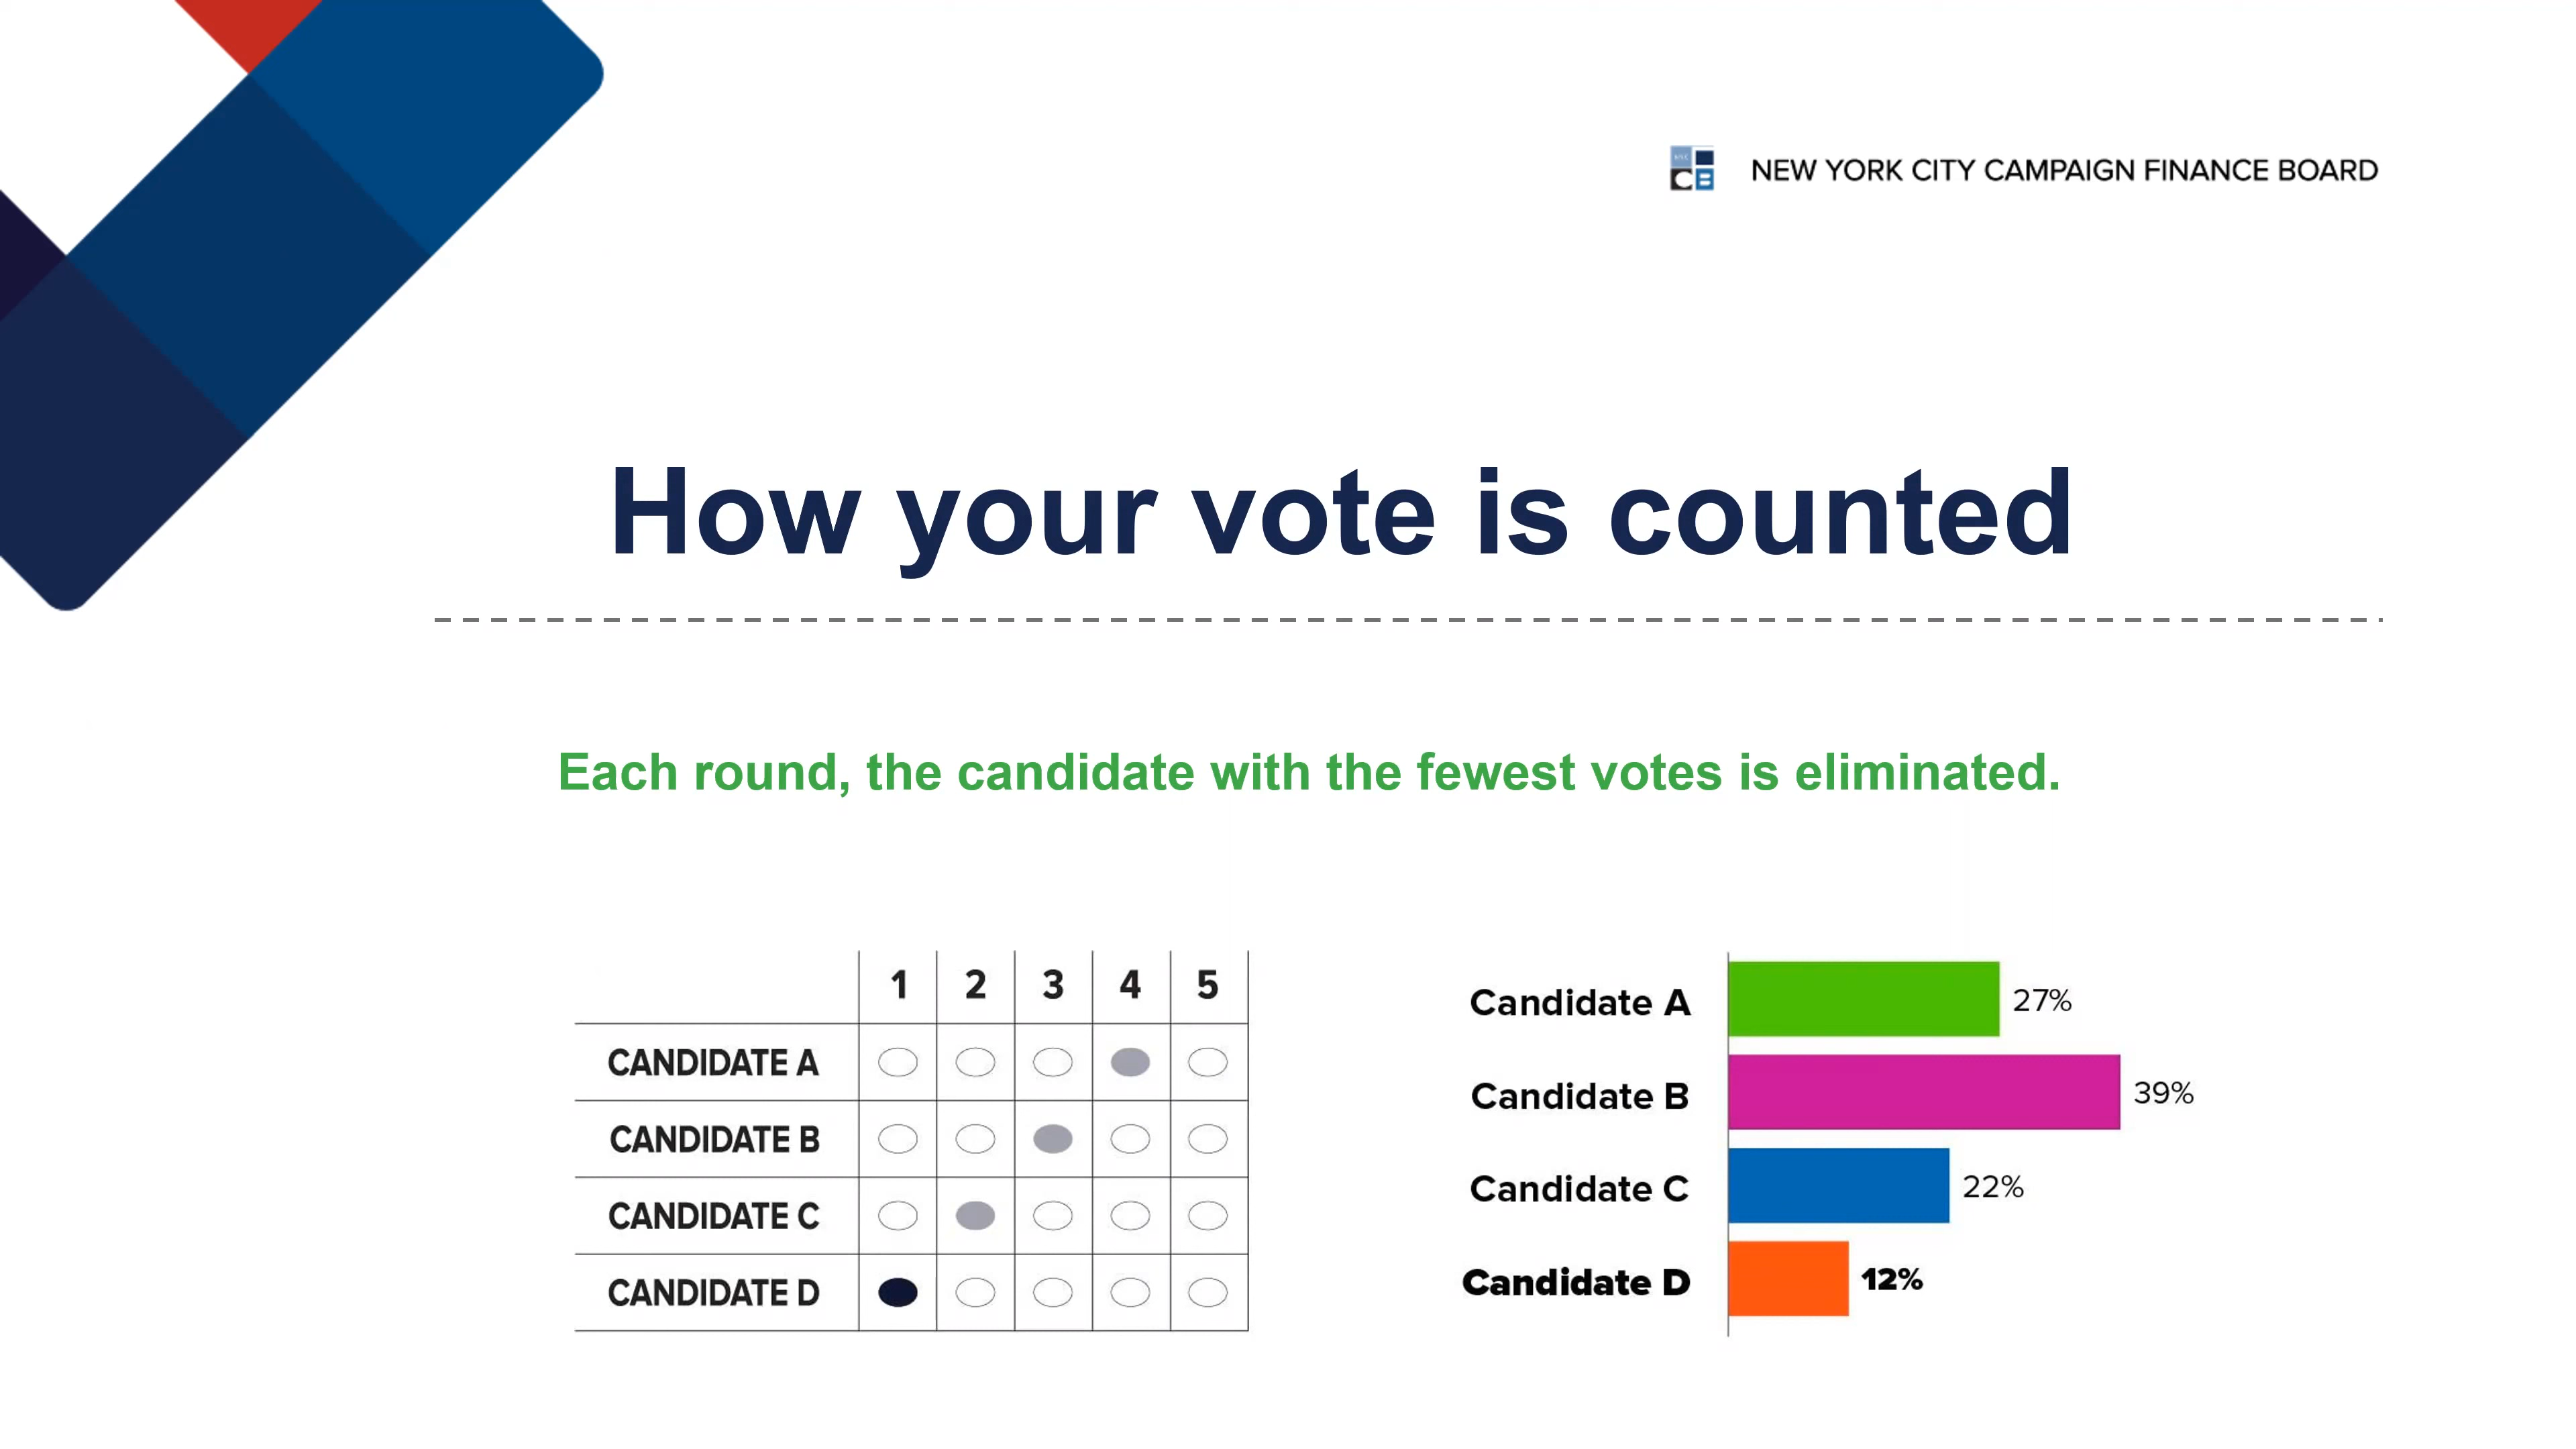 NYC
CB
NEW YORK CITY CAMPAIGN FINANCE BOARD
How your vote is counted
Each round, the candidate with the fewest votes is eliminated.
1 2 3 4 5
CANDIDATE A
CANDIDATE B
CANDIDATE C
CANDIDATE D
Candidate A 27%
Candidate B 39%
Candidate C 22%
Candidate D 12%